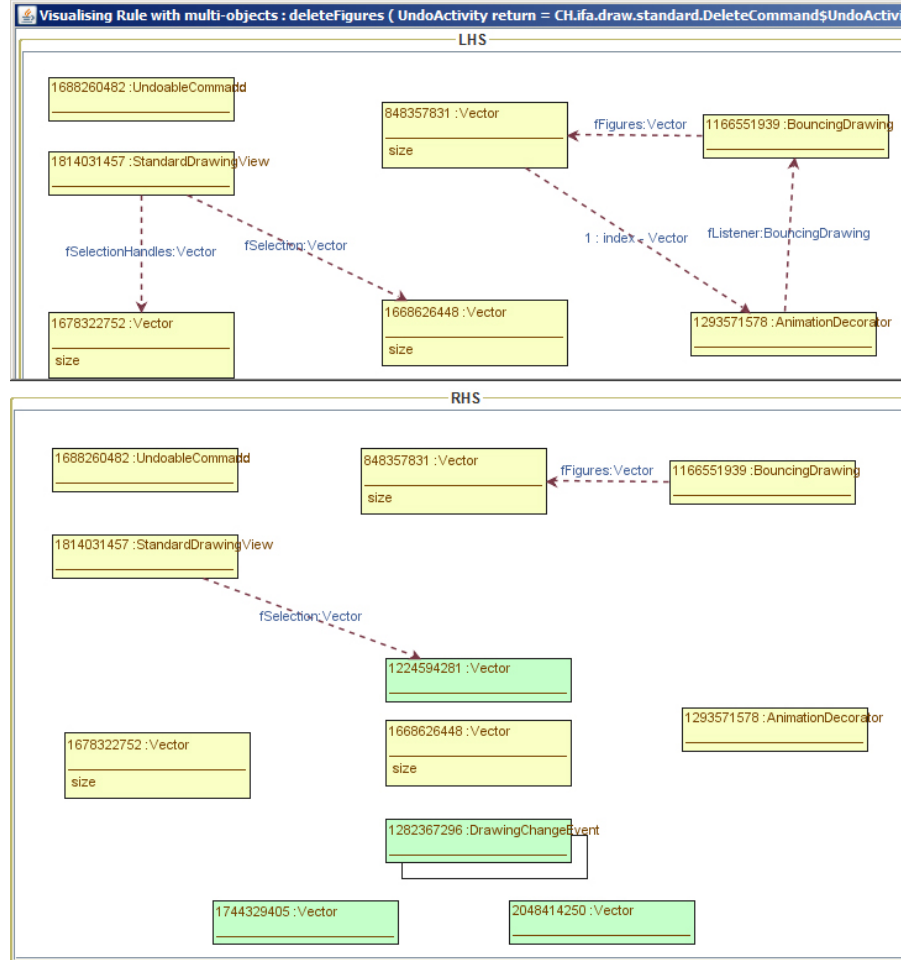 Visualising Rule with multi-objects : deleteFigures ( UndoActivity return = CH.ifa.draw.standard.DeleteCommand$UndoActivi
LHS
1688260482 :UndoableCommand
848357831 :Vector
size
fFigures:Vector
1166551939 :BouncingDrawing
1814031457 :StandardDrawingView
fSelectionHandles:Vector
fSelection:Vector
1 : index - Vector
fListener:BouncingDrawing
1678322752 :Vector
size
1668626448 :Vector
size
1293571578 :AnimationDecorator
RHS
1688260482 :UndoableCommand
848357831 :Vector
size
fFigures:Vector
1166551939 :BouncingDrawing
1814031457 :StandardDrawingView
fSelection:Vector
1224594281 :Vector
1678322752 :Vector
size
1668626448 :Vector
size
1293571578 :AnimationDecorator
1282367296 :DrawingChangeEvent
1744329405 :Vector
2048414250 :Vector